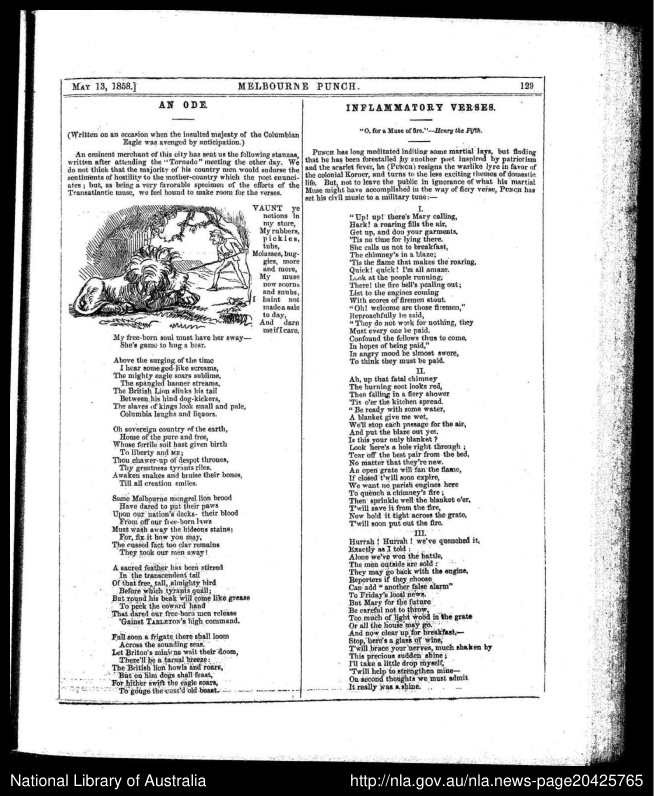 MAY 13, 1858.]
MELBOURNE PUNCH.
129
AN ODE.
(Written on an occasion when the insulted majesty of the Columbian
Eagle was avenged by anticipation.)
An eminent merchant of this city has sent us the following stanzas,
written after attending the "Tornado" meeting the other day. We
do not think that the majority of his country men would endorse the
sentiments of hostility to the mother-country which the poet enunci-
ates; but, as being a very favorable specimen of the efforts of the
Transatlantic muse, we feel bound to make room for the verses.
VAUNT ye
notions in
my store,
My rubbers,
pickles,
tubs,
Molasses, bug-
gies, more
and more,
My muse
now scorns
and snubs,
I haint not
made a sale
to day,
And darn
me if I care,
My free-born soul must have her sway—
She's game to hug a bear.
Above the surging of the time
I hear some god-like screams,
The mighty eagle soars sublime,
The spangled banner streams,
The British Lion slinks his tail
Between his hind dog-kickers,
The slaves of kings look small and pale,
Columbia laughs and liquors.
Oh sovereign country of the earth,
Home of the pure and free,
Whose fertile soil hast given birth
To liberty and ME;
Thou chawer-up of despot thrones,
Thy greatness tyrants riles,
Awaken snakes and bruise their bones,
Till all creation smiles.
Some Melbourne mongrel lion brood
Have dared to put their paws
Upon our nation's decks- their blood
From off our free-born laws
Must wash away the hideous stains;
For, fix it how you may,
The cussed fact too clar remains
They took our men away!
A sacred feather has been stirred
In the transcendent tail
Of that free, tall, almighty bird
Before which tyrants quail;
But round his beak will come like grease
To peck the coward hand
That dared our free-born men release
'Gainst TARLETON's high command.
Full soon a frigate there shall loom
Across the sounding seas.
Let Briton's minions wait their doom,
There'll be a tarnal breeze:
The British lion howls and roars,
But on him dogs shall feast,
For hither swift the eagle soars,
To gouge the cuss'd old beast.
INFLAMMATORY VERSES.
"O, for a Muse of fire."—Henry the Fifth.
PUNCH has long meditated inditing some martial lays, but finding
that he has been forestalled by another poet inspired by patriotism
and the scarlet fever, he (PUNCH) resigns the warlike lyre in favor of
the colonial Korner, and turns to the less exciting themes of domestic
life. But, not to leave the public in ignorance of what his martial
Muse might have accomplished in the way of fiery verse, PUNCH has
set his civil music to a military tune:—
I.
"Up! up! there's Mary calling,
Hark! a roaring fills the air,
Get up, and don your garments,
'Tis no time for lying there.
She calls us not to breakfast,
The chimney's in a blaze;
'Tis the flame that makes the roaring,
Quick! quick! I'm all amaze.
Look at the people running,
There! the fire bell's pealing out;
List to the engines coming
With scores of firemen stout.
"Oh! welcome are those firemen,"
Reproachfully he said,
"They do not work for nothing, they
Must every one be paid.
Confound the fellows thus to come,
In hopes of being paid,"
In angry mood he almost swore,
To think they must be paid.
II.
Ah, up that fatal chimney
The burning soot looks red,
Then falling in a fiery shower
'Tis o'er the kitchen spread.
"Be ready with some water,
A blanket give me wet,
We'll stop each passage for the air,
And put the blaze out yet.
Is this your only blanket?
Look here's a hole right through;
Tear off the best pair from the bed,
No matter that they're new.
An open grate will fan the flame,
If closed t'will soon expire,
We want no parish engines here
To quench a chimney's fire;
Then sprinkle well the blanket o'er,
T'will save it from the fire,
Now hold it tight across the grate,
T'will soon put out the fire.
III.
Hurrah! Hurrah! we've quenched it,
Exactly as I told:
Alone we've won the battle,
The men outside are sold:
They may go back with the engine,
Reporters if they choose
Can add "another false alarm"
To Friday's local news.
But Mary for the future
Be careful not to throw,
Too much of light wood in the grate
Or all the house may go.
And now clear up for breakfast,—
Stop, here's a glass of wine,
T'will brace your nerves, much shaken by
This precious sudden shine;
I'll take a little drop myself,
'Twill help to strengthen mine—
On second thoughts we must admit
It really was a shine.
National Library of Australia
http://nla.gov.au/nla.news-page20425765